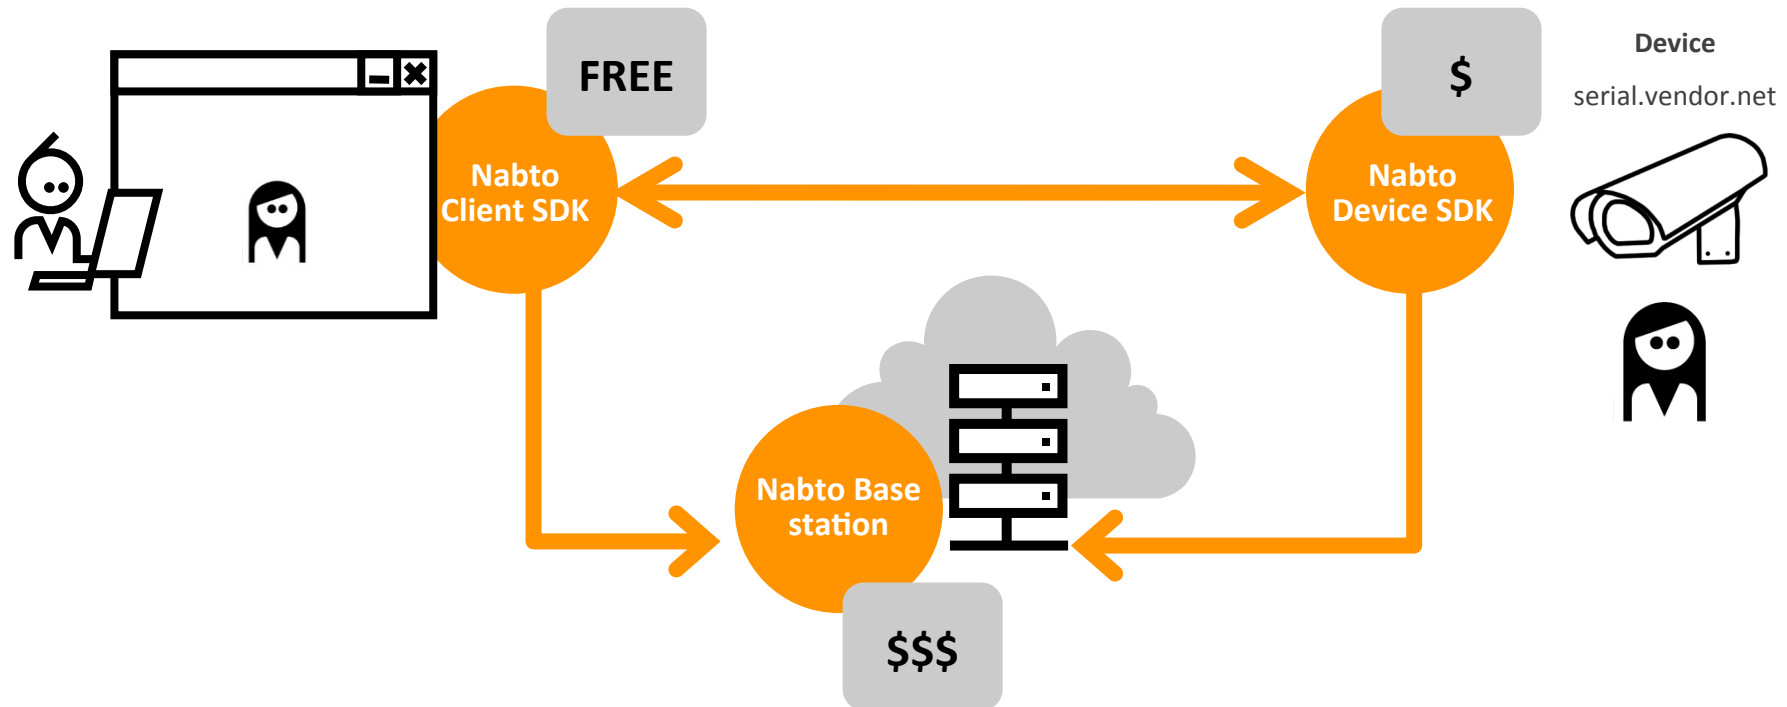 FREE
$
Device
serial.vendor.net
Nabto
Client SDK
Nabto
Device SDK
Nabto Base
station
$$$